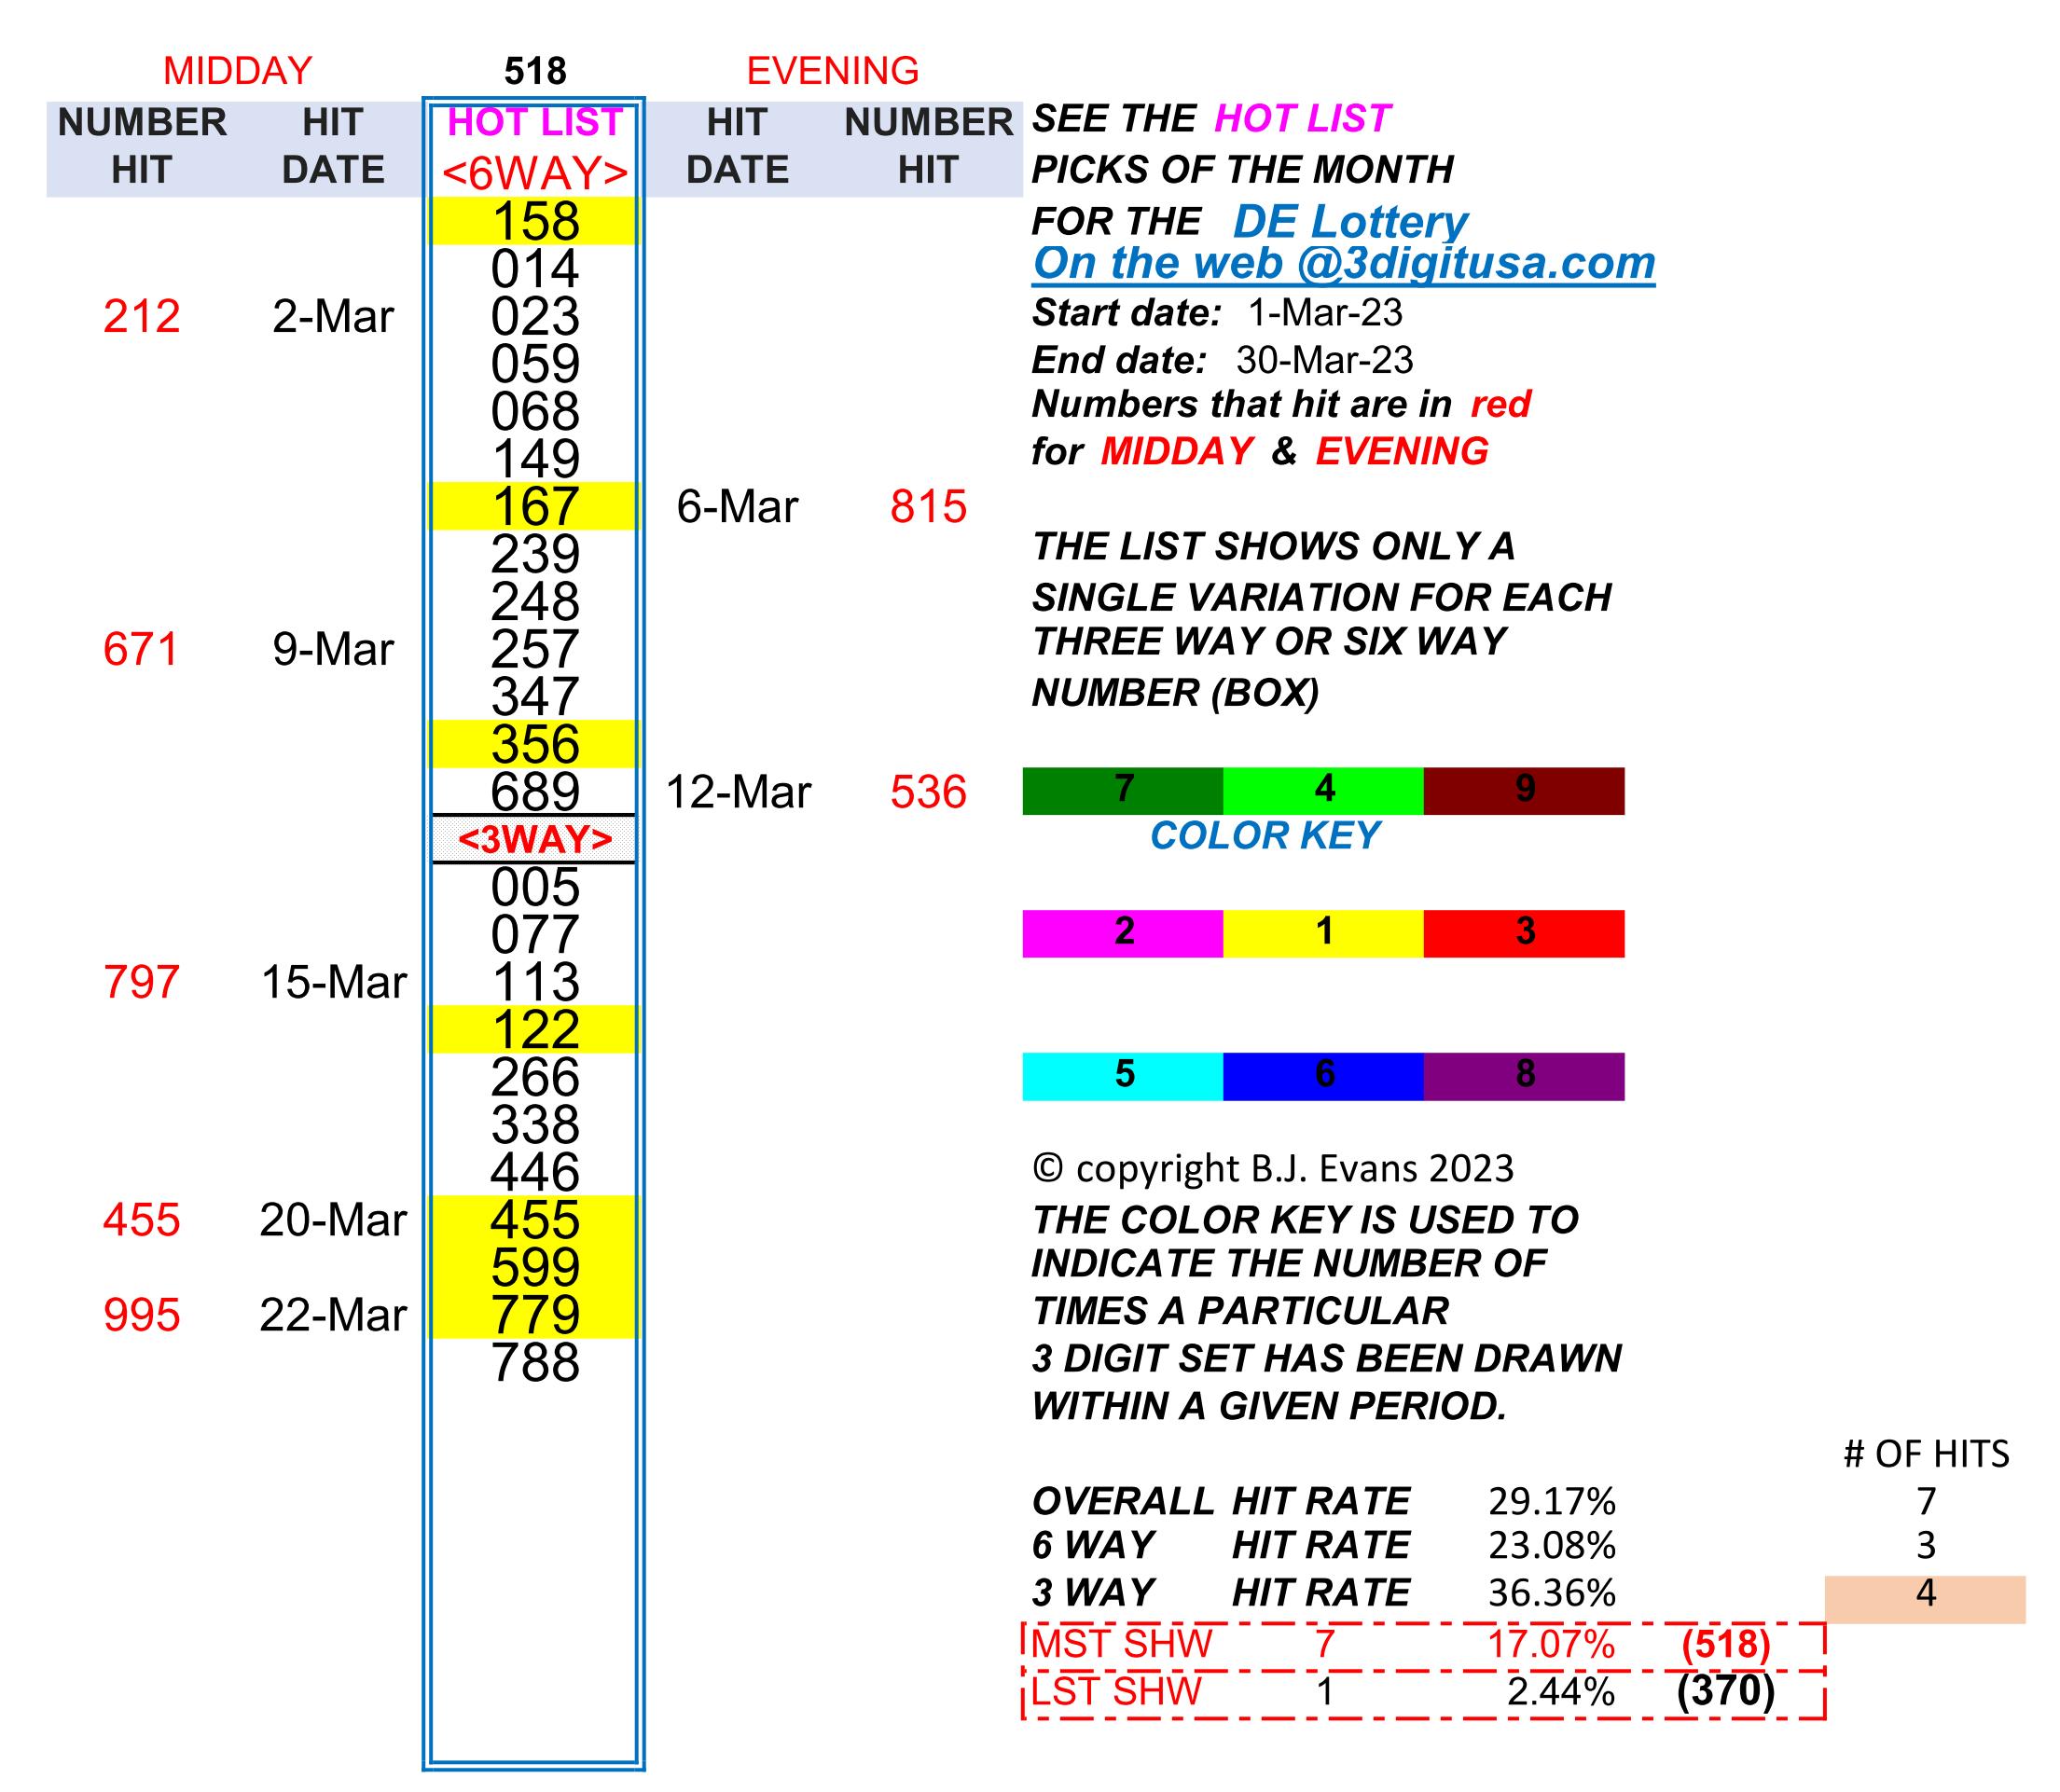 MIDDAY 518 EVENING
NUMBER HIT HOT LIST HIT NUMBER SEE THE HOT LIST
HIT DATE <6WAY> DATE HIT PICKS OF THE MONTH
158 FOR THE DE Lottery
014 On the web @3digitusa.com
212 2-Mar 023 Start date: 1-Mar-23
059 End date: 30-Mar-23
068 Numbers that hit are in red
149 for MIDDAY & EVENING
167 6-Mar 815
239 THE LIST SHOWS ONLY A
248 SINGLE VARIATION FOR EACH
671 9-Mar 257 THREE WAY OR SIX WAY
347 NUMBER (BOX)
356
689 12-Mar 536 7 4 9
<3WAY> COLOR KEY
005
077 2 1 3
797 15-Mar 113
122
266 5 6 8
338
446 © copyright B.J. Evans 2023
455 20-Mar 455 THE COLOR KEY IS USED TO
599 INDICATE THE NUMBER OF
995 22-Mar 779 TIMES A PARTICULAR
788 3 DIGIT SET HAS BEEN DRAWN
WITHIN A GIVEN PERIOD.
# OF HITS
OVERALL HIT RATE 29.17% 7
6 WAY HIT RATE 23.08% 3
3 WAY HIT RATE 36.36% 4
MST SHW 7 17.07% (518)
LST SHW 1 2.44% (370)